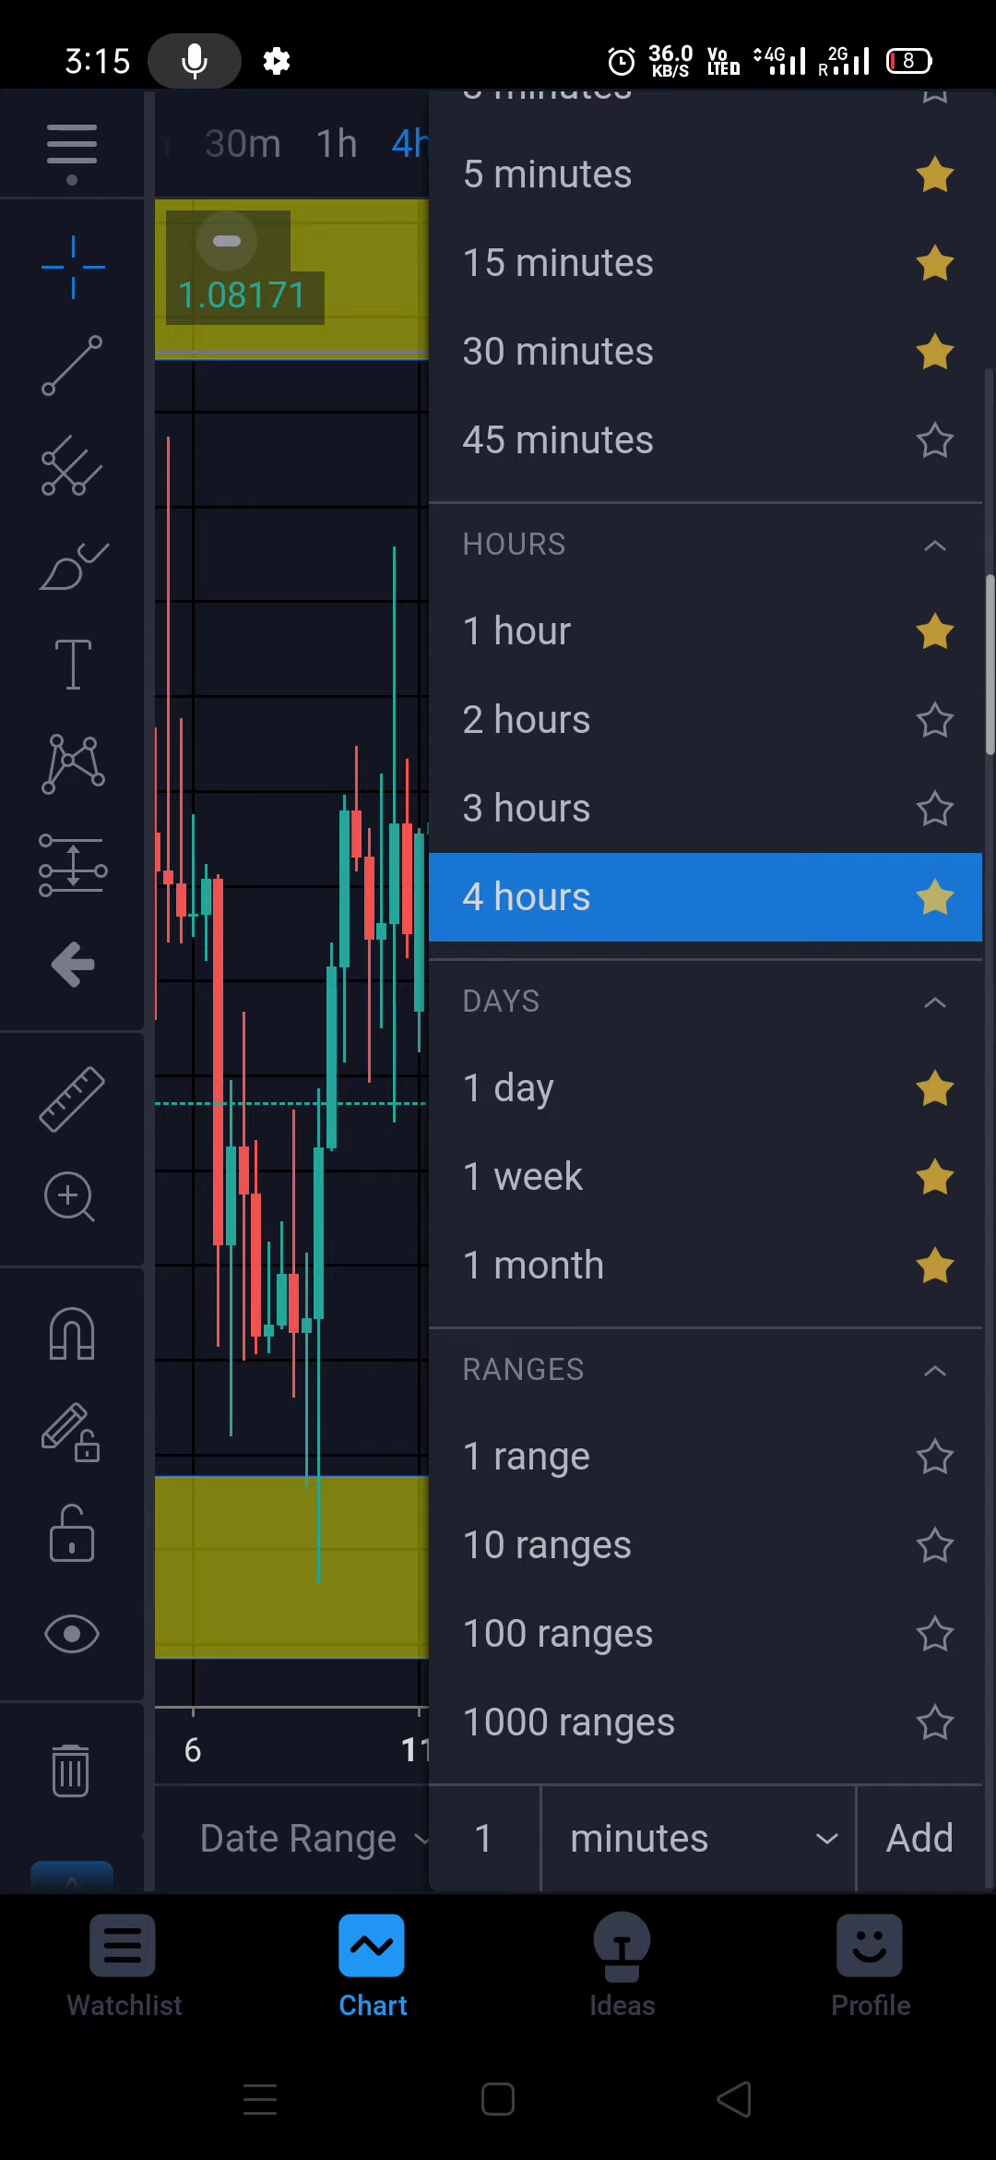 3:15
36.0 KB/S
Vo LTE
4G
R 2G
8
30m 1h 4h
1.08171
minutes
5 minutes
15 minutes
30 minutes
45 minutes
HOURS
1 hour
2 hours
3 hours
4 hours
DAYS
1 day
1 week
1 month
RANGES
1 range
10 ranges
100 ranges
1000 ranges
6
11
Date Range
1 minutes Add
Watchlist
Chart
Ideas
Profile